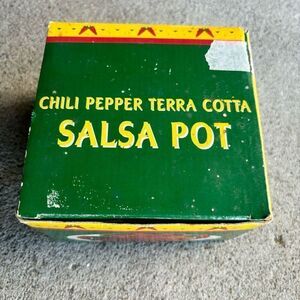 CHILI PEPPER TERRA COTTA
SALSA POT